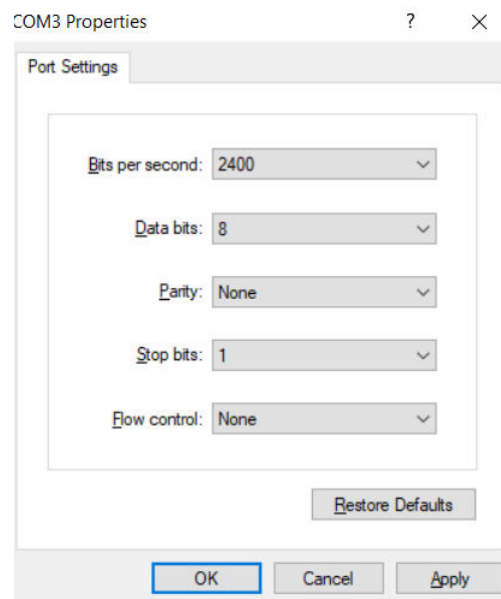 COM3 Properties ?
Port Settings
Bits per second: 2400
Data bits: 8
Parity: None
Stop bits: 1
Flow control: None
Restore Defaults
OK Cancel Apply